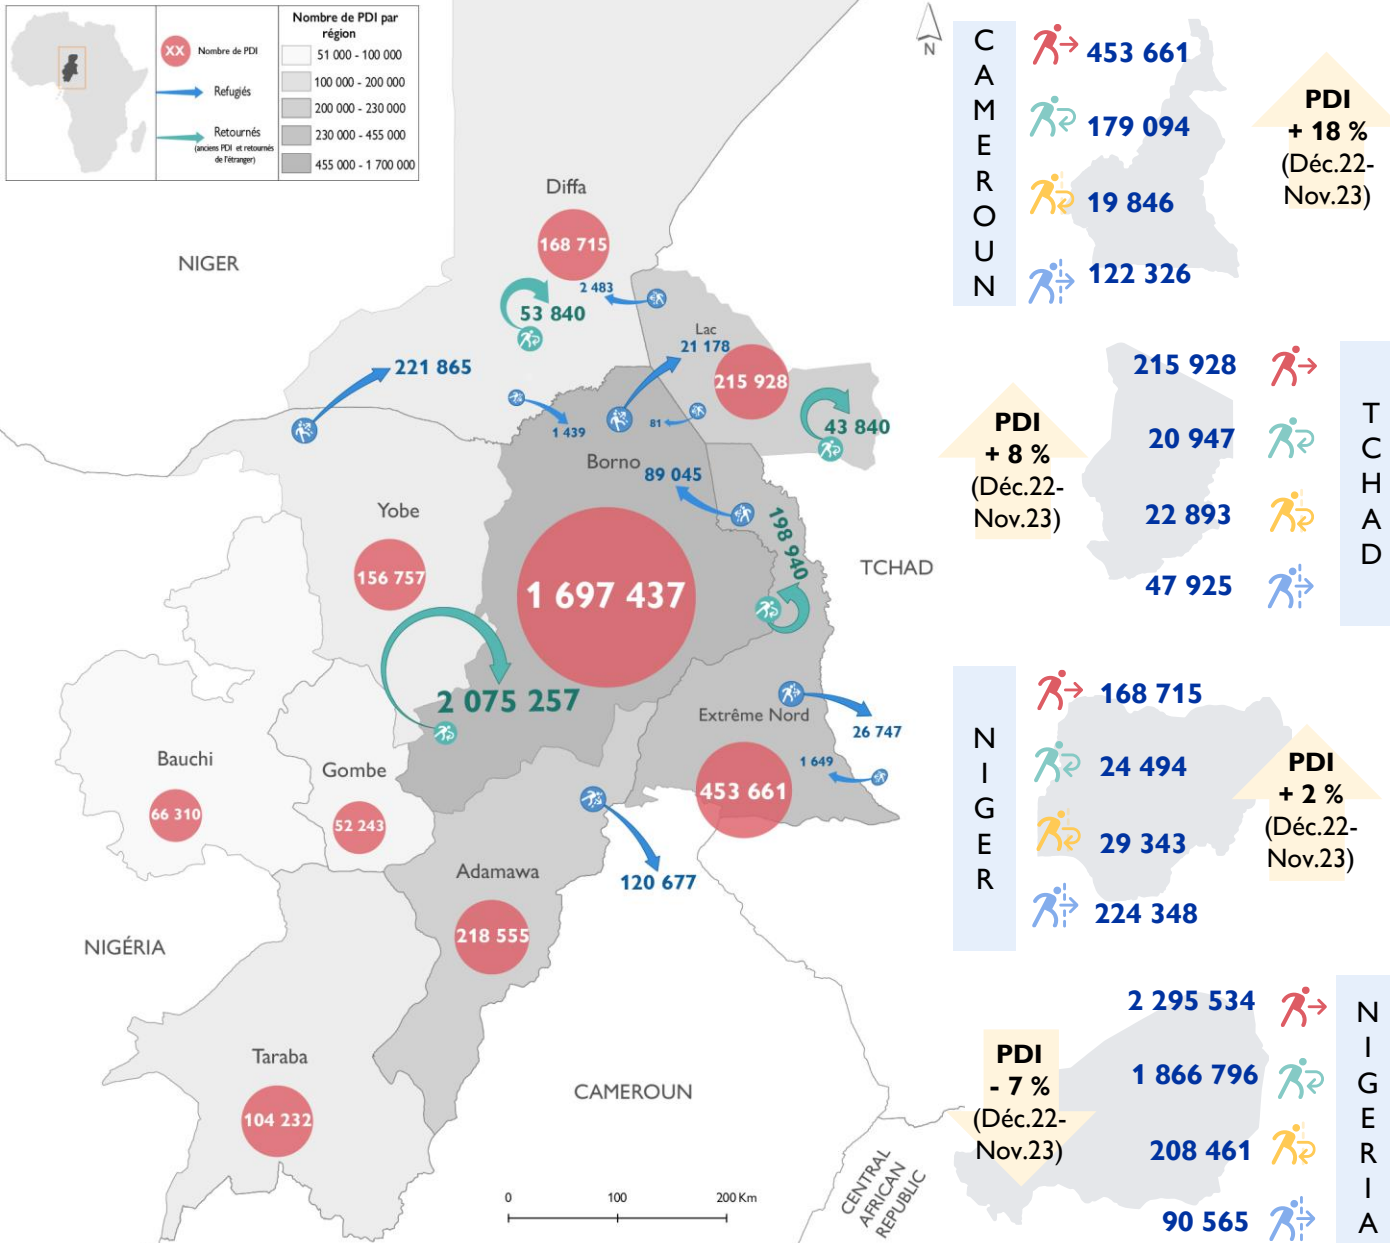 XX
Nombre de PDI
Refugiés
Retournés
(anciens PDI et retournés
de l'étranger)
Nombre de PDI par
région
51 000 - 100 000
100 000 - 200 000
200 000 - 230 000
230 000 - 455 000
455 000 - 1 700 000
N
NIGER
Diffa
168 715
2 483
53 840
Lac
21 178
215 928
221 865
1 439
81
43 840
Borno
89 045
Yobe
156 757
198 940
TCHAD
1 697 437
2 075 257
Extrême Nord
26 747
1 649
453 661
Bauchi
66 310
Gombe
52 243
120 677
Adamawa
218 555
NIGÉRIA
Taraba
104 232
CAMEROUN
CENTRAL
AFRICAN
REPUBLIC
0 100 200 Km
CAMEROUN
453 661
179 094
19 846
122 326
PDI
+ 18 %
(Déc.22-
Nov.23)
TCHAD
215 928
20 947
22 893
47 925
PDI
+ 8 %
(Déc.22-
Nov.23)
NIGER
168 715
24 494
29 343
224 348
PDI
+ 2 %
(Déc.22-
Nov.23)
NIGERIA
2 295 534
1 866 796
208 461
90 565
PDI
- 7 %
(Déc.22-
Nov.23)